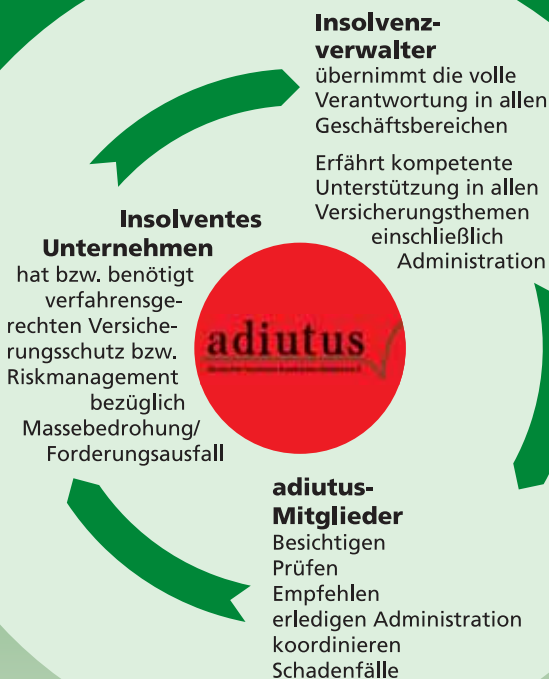 Insolvenz-
verwalter
übernimmt die volle
Verantwortung in allen
Geschäftsbereichen
Erfährt kompetente
Unterstützung in allen
Versicherungsthemen
einschließlich
Administration
Insolventes
Unternehmen
hat bzw. benötigt
verfahrensge-
rechten Versiche-
rungsschutz bzw.
Riskmanagement
bezüglich
Massebedrohung/
Forderungsausfall
adiutus
adiutus-
Mitglieder
Besichtigen
Prüfen
Empfehlen
erledigen Administration
koordinieren
Schadenfälle